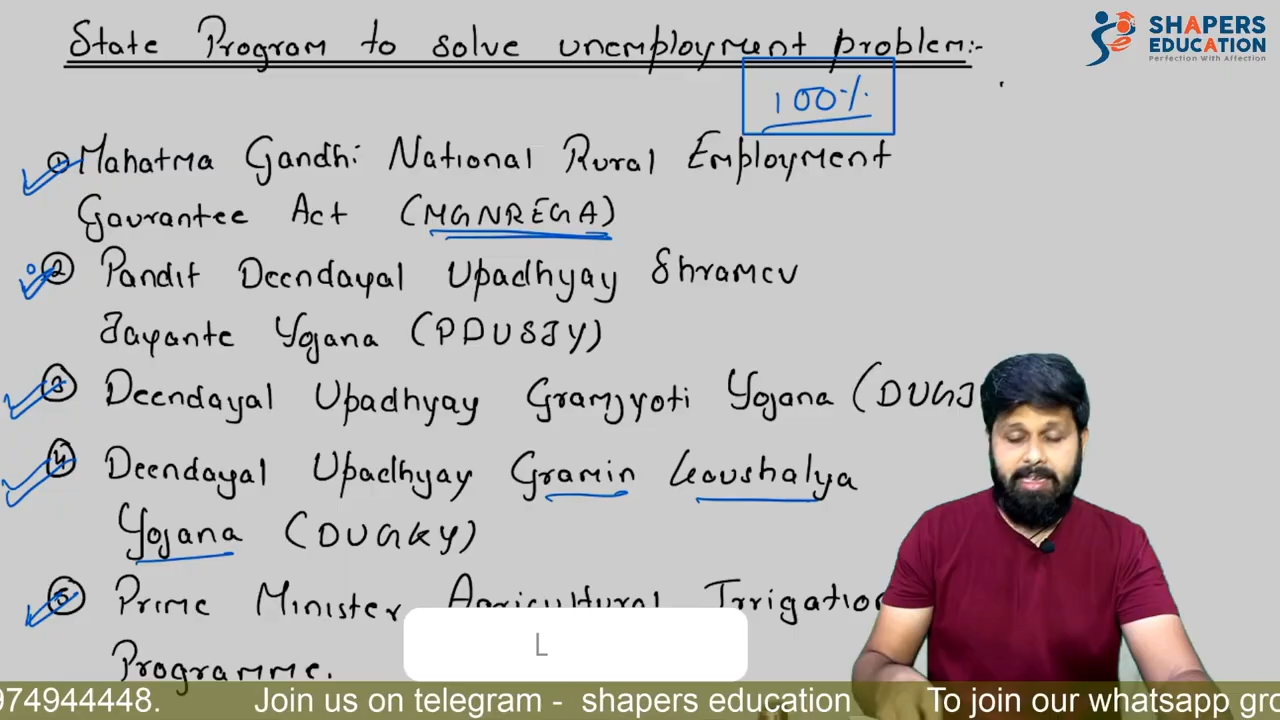 State Program to solve unemployment problem:-
SHAPERS
EDUCATION
Perfection With Affection
100%
① Mahatma Gandhi National Rural Employment
Gaurantee Act (MGNREGA)
② Pandit Deendayal Upadhyay Shramev
Jayante Yojana (PDUSJY)
③ Deendayal Upadhyay Gramjyoti Yojana (DUGJ
④ Deendayal Upadhyay Gramin Kaushalya
Yojana (DUGKY)
⑤ Prime Minister Agricultural Irrigation
Programme.
L
974944448. Join us on telegram - shapers education To join our whatsapp gro